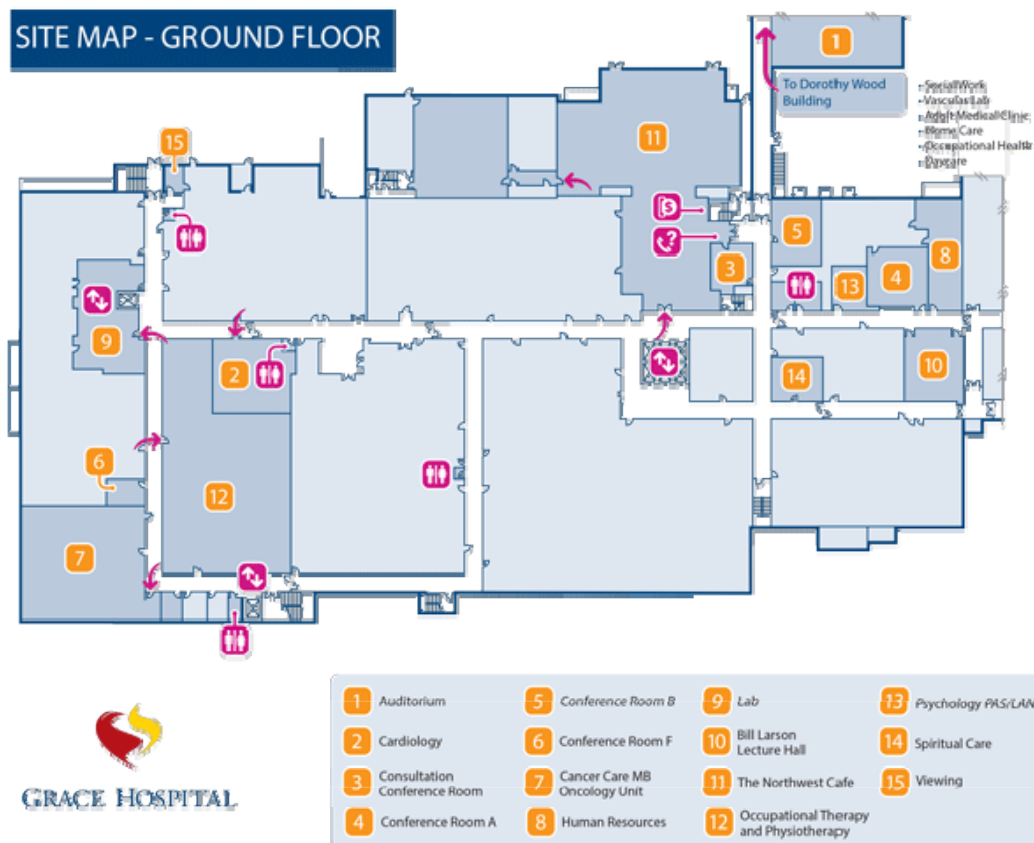 SITE MAP - GROUND FLOOR
1
To Dorothy Wood
Building
Social Work
Vascular Lab
Adult Medical Clinic
Home Care
Occupational Health
Daycare
15
11
5
3
13
4
8
9
2
14
10
6
12
7
GRACE HOSPITAL
1 Auditorium
2 Cardiology
3 Consultation
Conference Room
4 Conference Room A
5 Conference Room B
6 Conference Room F
7 Cancer Care MB
Oncology Unit
8 Human Resources
9 Lab
10 Bill Larson
Lecture Hall
11 The Northwest Cafe
12 Occupational Therapy
and Physiotherapy
13 Psychology PAS/LAN
14 Spiritual Care
15 Viewing